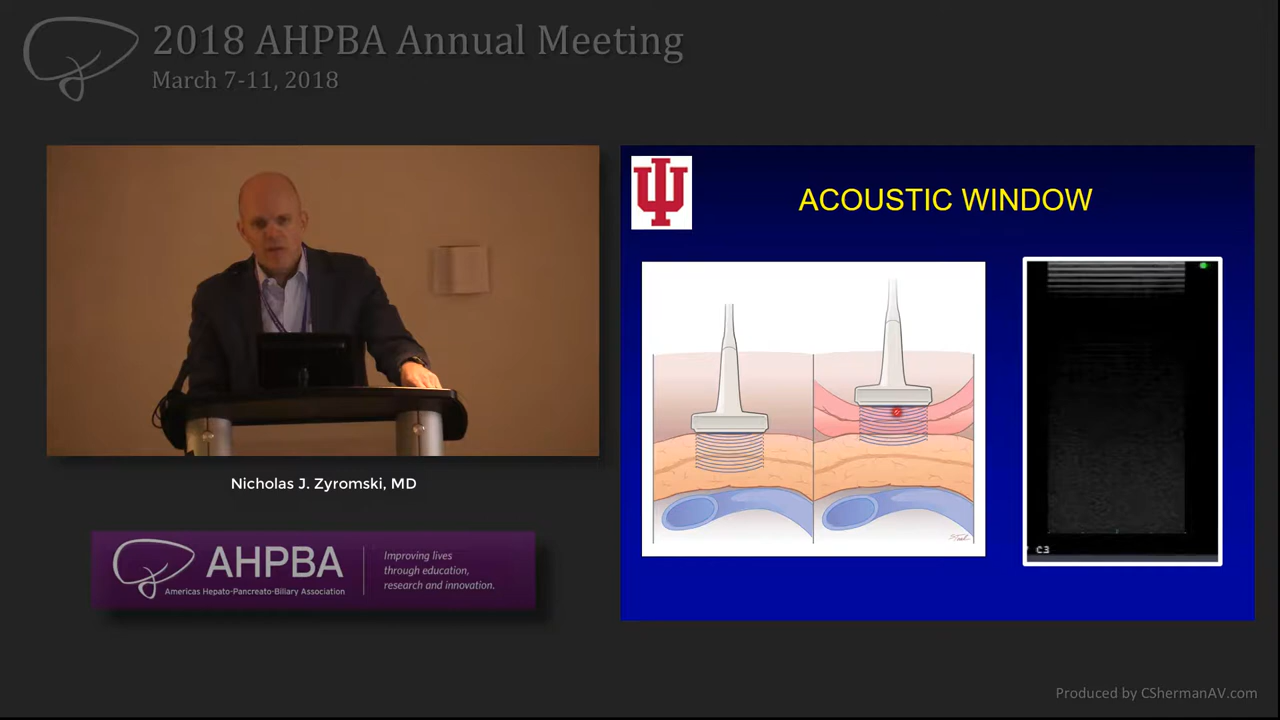 2018 AHPBA Annual Meeting
March 7-11, 2018
ACOUSTIC WINDOW
C3
Nicholas J. Zyromski, MD
AHPBA
Americas Hepato-Pancreato-Biliary Association
Improving lives
through education,
research and innovation.
Produced by CShermanAV.com